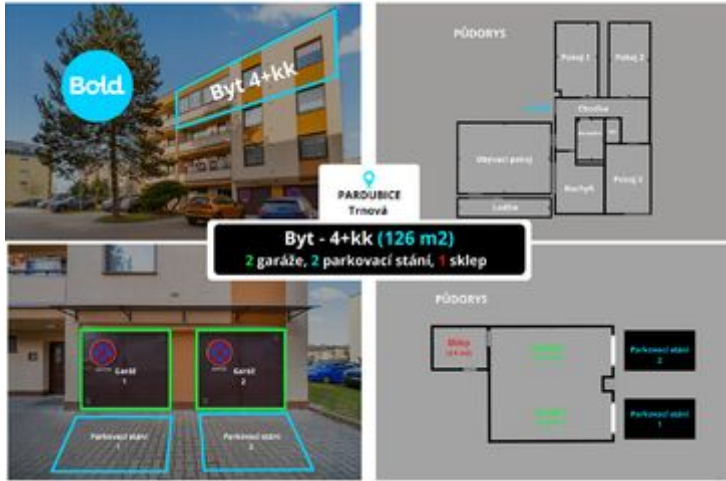 Bold
Byt 4+kk
PŮDORYS
Pokoj 1
Pokoj 2
Chodba
Obývací pokoj
Kuchyň
Pokoj 3
Lodžie
PARDUBICE
Trnová
Byt - 4+kk (126 m2)
2 garáže, 2 parkovací stání, 1 sklep
Garáž
1
Garáž
2
Parkovací stání
1
Parkovací stání
2
PŮDORYS
Parkovací stání
2
Parkovací stání
1